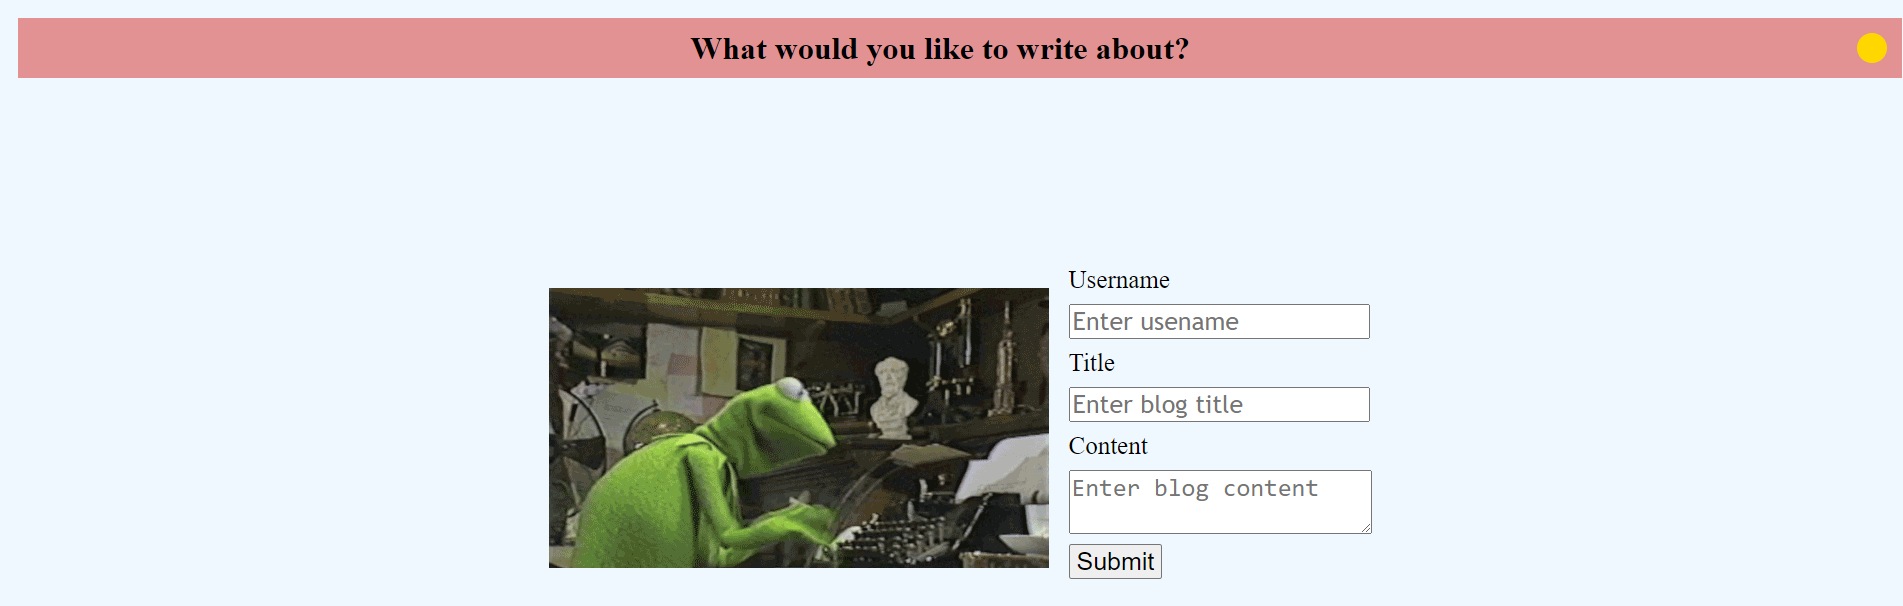 What would you like to write about?
Username
Enter usename
Title
Enter blog title
Content
Enter blog content
Submit